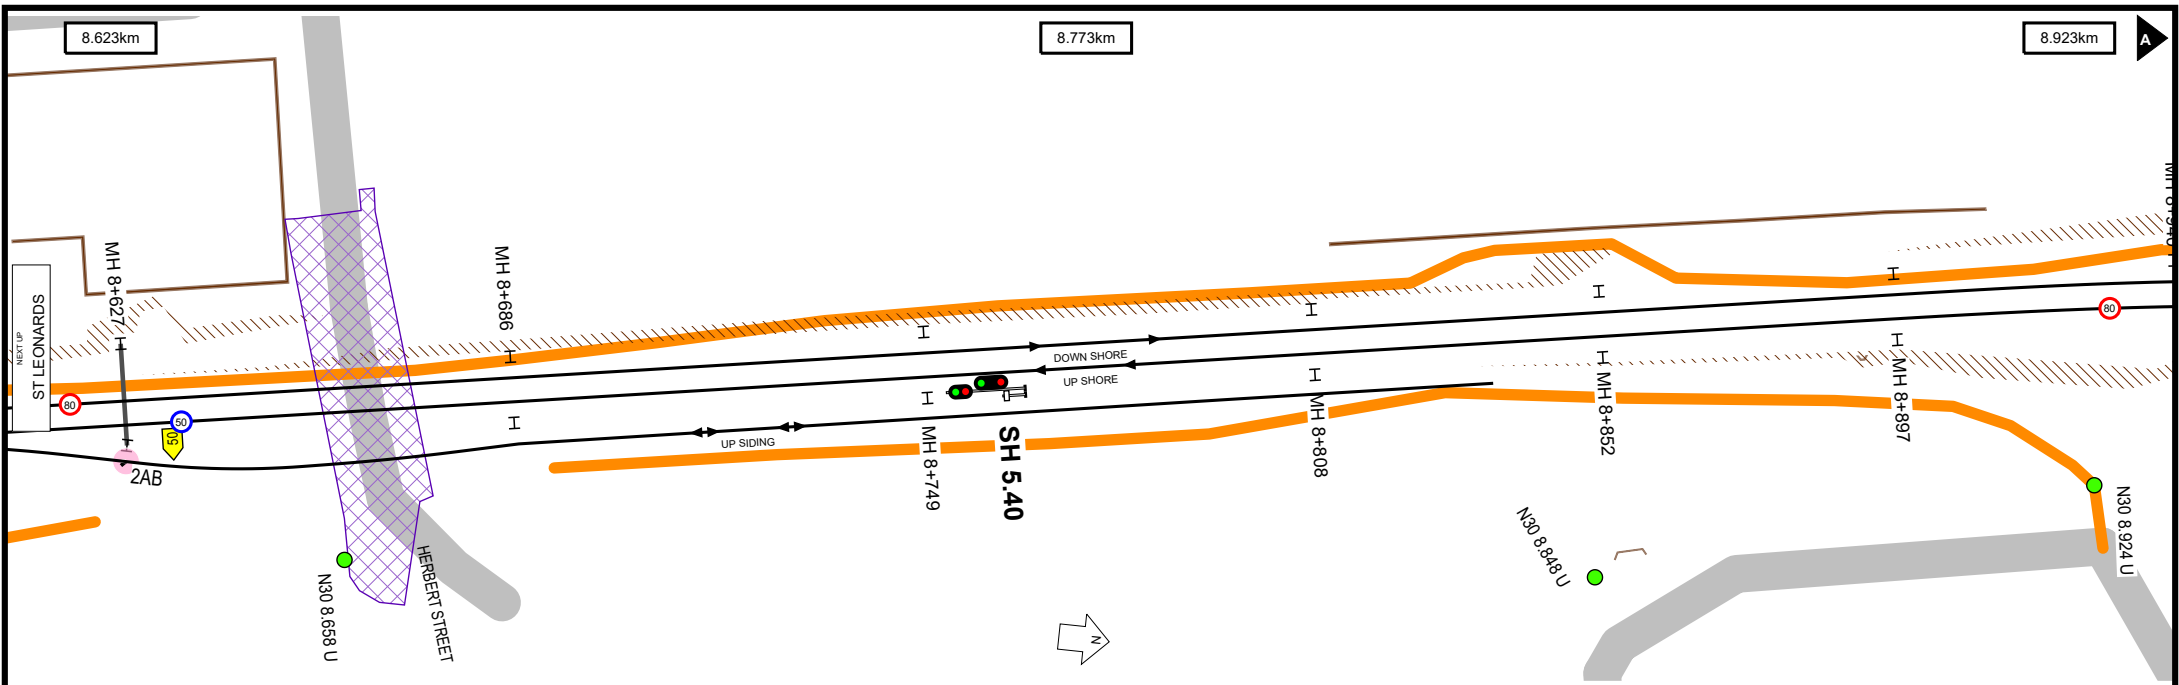 8.623km
8.773km
8.923km
A
NEXT UP
ST LEONARDS
MH 8+627
MH 8+686
80
50
50
2AB
N30 8.658 U
HERBERT STREET
UP SIDING
DOWN SHORE
UP SHORE
MH 8+749
SH 5.40
MH 8+808
MH 8+852
MH 8+897
80
N30 8.848 U
N30 8.924 U
N